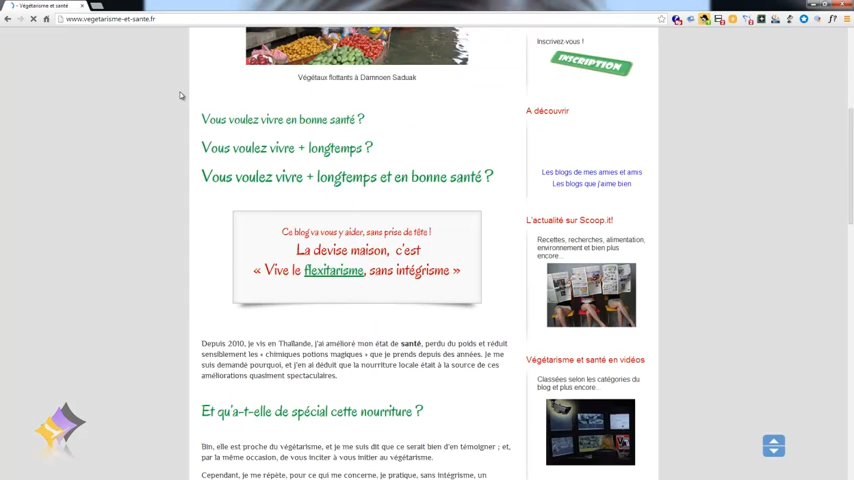 Végétarisme et santé
www.vegetarisme-et-sante.fr
Végétaux flottants à Damnoen Saduak
Vous voulez vivre en bonne santé ?
Vous voulez vivre + longtemps ?
Vous voulez vivre + longtemps et en bonne santé ?
Ce blog va vous y aider, sans prise de tête !
La devise maison, c'est
« Vive le flexitarisme, sans intégrisme »
Depuis 2010, je vis en Thaïlande, j'ai amélioré mon état de santé, perdu du poids et réduit
sensiblement les « chimiques potions magiques » que je prends depuis des années. Je me
suis demandé pourquoi, et j'en ai déduit que la nourriture locale était à la source de ces
améliorations quasiment spectaculaires.
Et qu'a-t-elle de spécial cette nourriture ?
Bin, elle est proche du végétarisme, et je me suis dit que ce serait bien d'en témoigner ; et,
par la même occasion, de vous inciter à vous initier au végétarisme.
Cependant, je me répète, pour ce qui me concerne, je pratique, sans intégrisme, un
Inscrivez-vous !
INSCRIPTION
A découvrir
Les blogs de mes amies et amis
Les blogs que j'aime bien
L'actualité sur Scoop.it!
Recettes, recherches, alimentation,
environnement et bien plus
encore...
Végétarisme et santé en vidéos
Classées selon les catégories du
blog et plus encore...